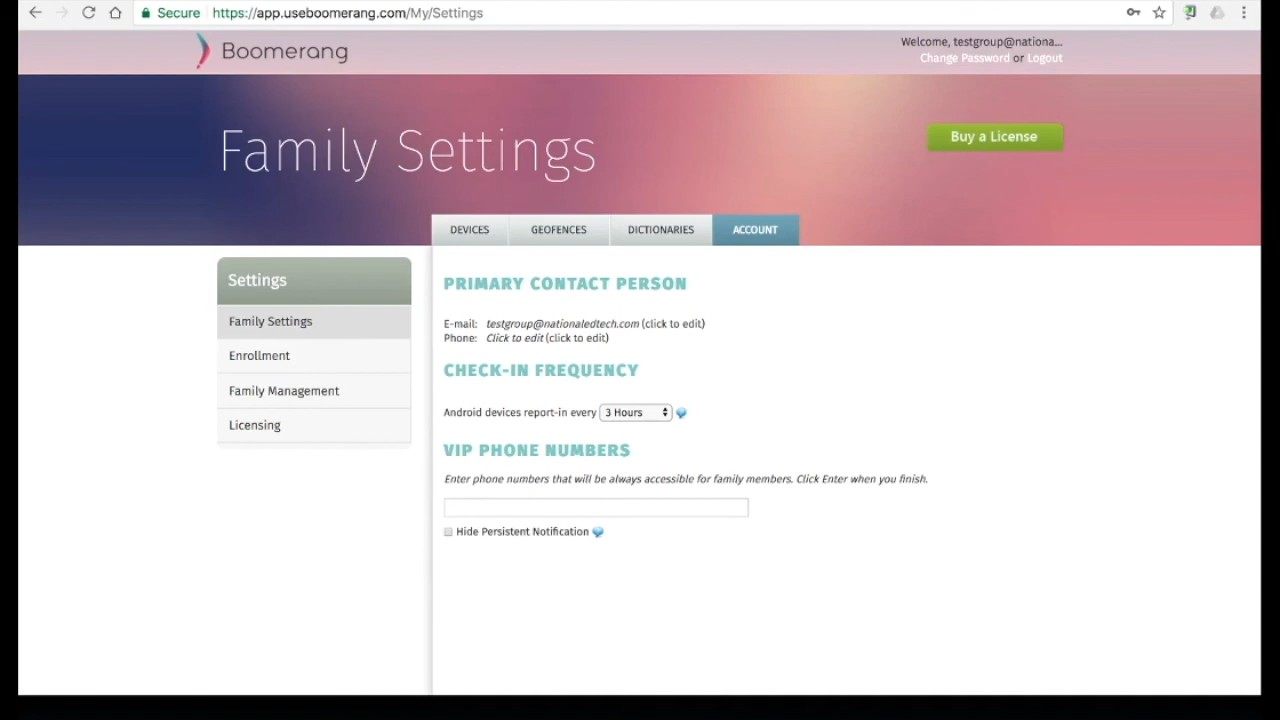 Secure https://app.useboomerang.com/My/Settings
Boomerang
Welcome, testgroup@nationa...
Change Password or Logout
Family Settings
Buy a License
DEVICES GEOFENCES DICTIONARIES ACCOUNT
Settings
Family Settings
Enrollment
Family Management
Licensing
PRIMARY CONTACT PERSON
E-mail: testgroup@nationaledtech.com (click to edit)
Phone: Click to edit (click to edit)
CHECK-IN FREQUENCY
Android devices report-in every 3 Hours
VIP PHONE NUMBERS
Enter phone numbers that will be always accessible for family members. Click Enter when you finish.
Hide Persistent Notification